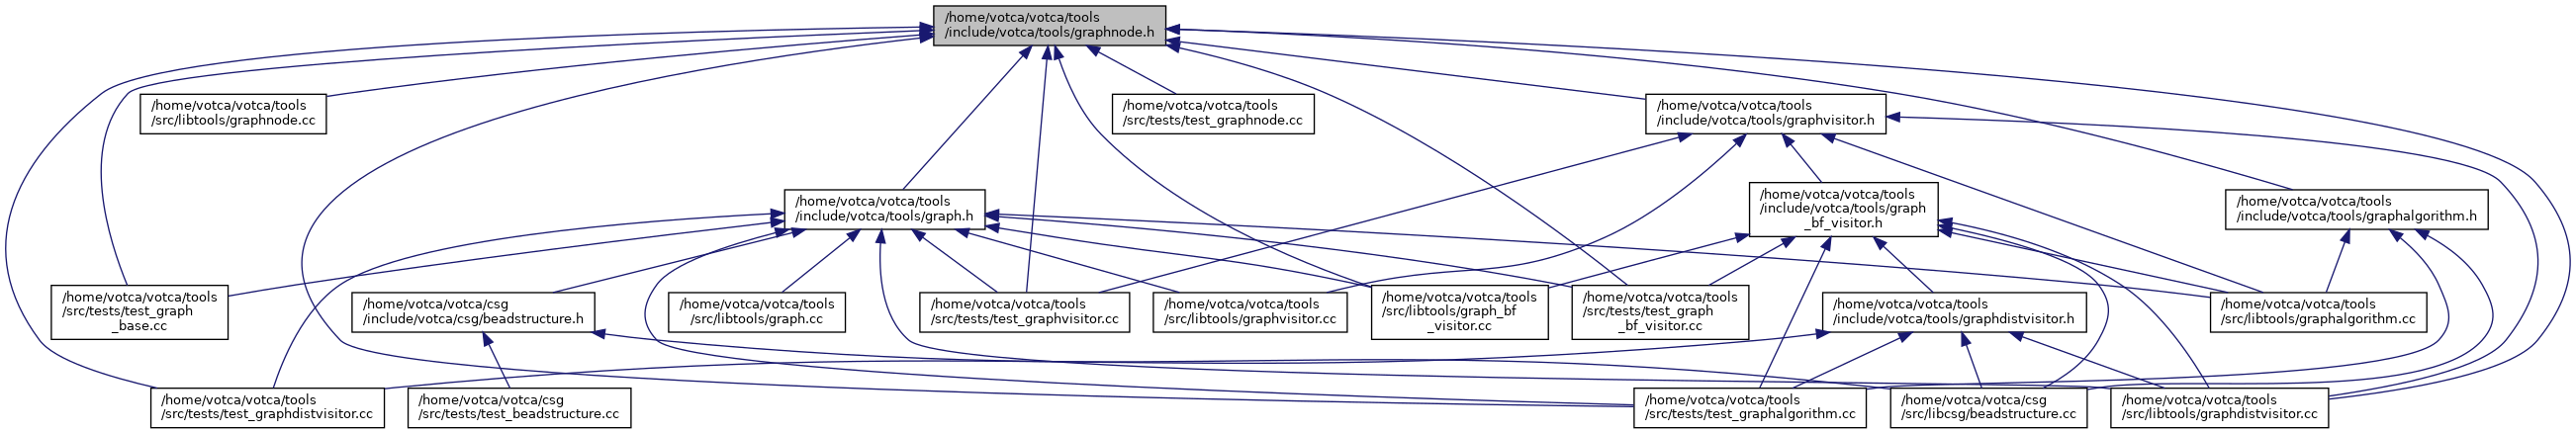 /home/votca/votca/tools
/include/votca/tools/graphnode.h
/home/votca/votca/tools
/src/libtools/graphnode.cc
/home/votca/votca/tools
/src/tests/test_graphnode.cc
/home/votca/votca/tools
/include/votca/tools/graphvisitor.h
/home/votca/votca/tools
/include/votca/tools/graph.h
/home/votca/votca/tools
/include/votca/tools/graph
_bf_visitor.h
/home/votca/votca/tools
/include/votca/tools/graphalgorithm.h
/home/votca/votca/tools
/src/tests/test_graph
_base.cc
/home/votca/votca/csg
/include/votca/csg/beadstructure.h
/home/votca/votca/tools
/src/libtools/graph.cc
/home/votca/votca/tools
/src/tests/test_graphvisitor.cc
/home/votca/votca/tools
/src/libtools/graphvisitor.cc
/home/votca/votca/tools
/src/libtools/graph_bf
_visitor.cc
/home/votca/votca/tools
/src/tests/test_graph
_bf_visitor.cc
/home/votca/votca/tools
/include/votca/tools/graphdistvisitor.h
/home/votca/votca/tools
/src/libtools/graphalgorithm.cc
/home/votca/votca/tools
/src/tests/test_graphdistvisitor.cc
/home/votca/votca/csg
/src/tests/test_beadstructure.cc
/home/votca/votca/tools
/src/tests/test_graphalgorithm.cc
/home/votca/votca/csg
/src/libcsg/beadstructure.cc
/home/votca/votca/tools
/src/libtools/graphdistvisitor.cc